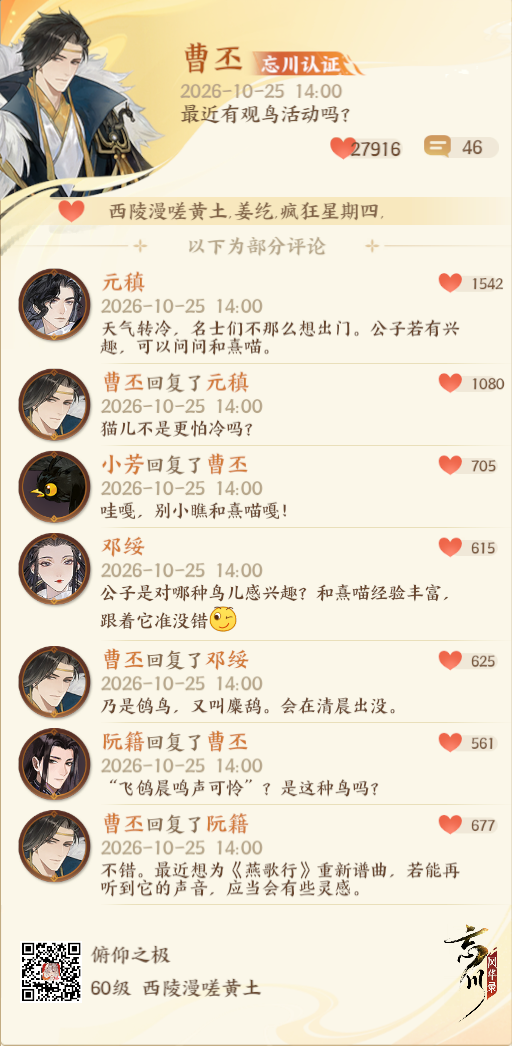 曹丕 忘川认证
2026-10-25 14:00
最近有观鸟活动吗？
27916 46
西陵漫嗟黄土，姜纥，疯狂星期四，
以下为部分评论
元稹 1542
2026-10-25 14:00
天气转冷，名士们不那么想出门。公子若有兴
趣，可以问问和熹喵。
曹丕回复了元稹 1080
2026-10-25 14:00
猫儿不是更怕冷吗？
小芳回复了曹丕 705
2026-10-25 14:00
哇嘎，别小瞧和熹喵嘎！
邓绥 615
2026-10-25 14:00
公子是对哪种鸟儿感兴趣？和熹喵经验丰富，
跟着它准没错
曹丕回复了邓绥 625
2026-10-25 14:00
乃是鸧鸟，又叫麋鸹。会在清晨出没。
阮籍回复了曹丕 561
2026-10-25 14:00
“飞鸧晨鸣声可怜”？是这种鸟吗？
曹丕回复了阮籍 677
2026-10-25 14:00
不错。最近想为《燕歌行》重新谱曲，若能再
听到它的声音，应当会有些灵感。
俯仰之极
60级 西陵漫嗟黄土
忘川
风华录